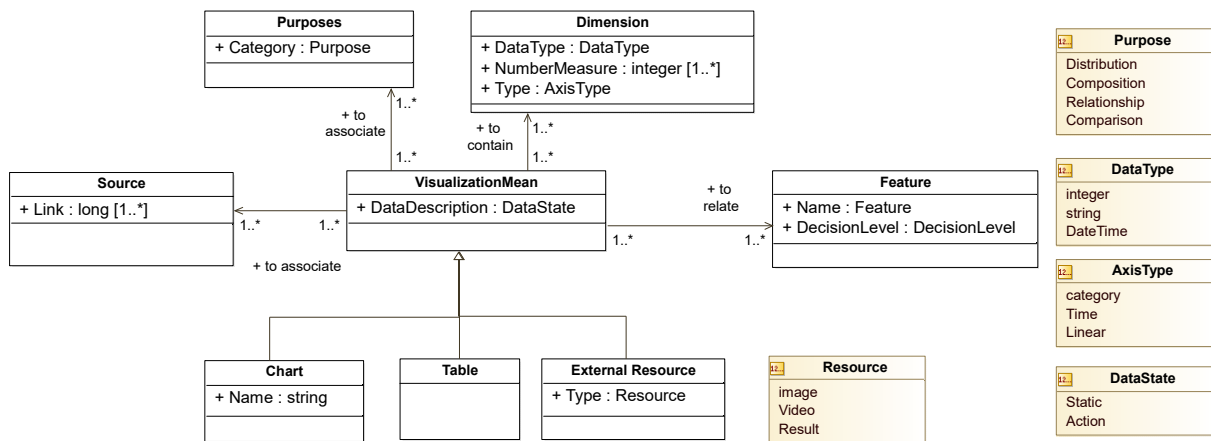 Purposes
+ Category : Purpose
Dimension
+ DataType : DataType
+ NumberMeasure : integer [1..*]
+ Type : AxisType
Purpose
Distribution
Composition
Relationship
Comparison
+ to
associate
1..*
1..*
+ to
contain
1..*
1..*
Source
+ Link : long [1..*]
VisualizationMean
+ DataDescription : DataState
Feature
+ Name : Feature
+ DecisionLevel : DecisionLevel
+ to
relate
1..*
1..*
1..*
1..*
+ to associate
DataType
integer
string
DateTime
AxisType
category
Time
Linear
Chart
+ Name : string
Table
External Resource
+ Type : Resource
Resource
image
Video
Result
DataState
Static
Action